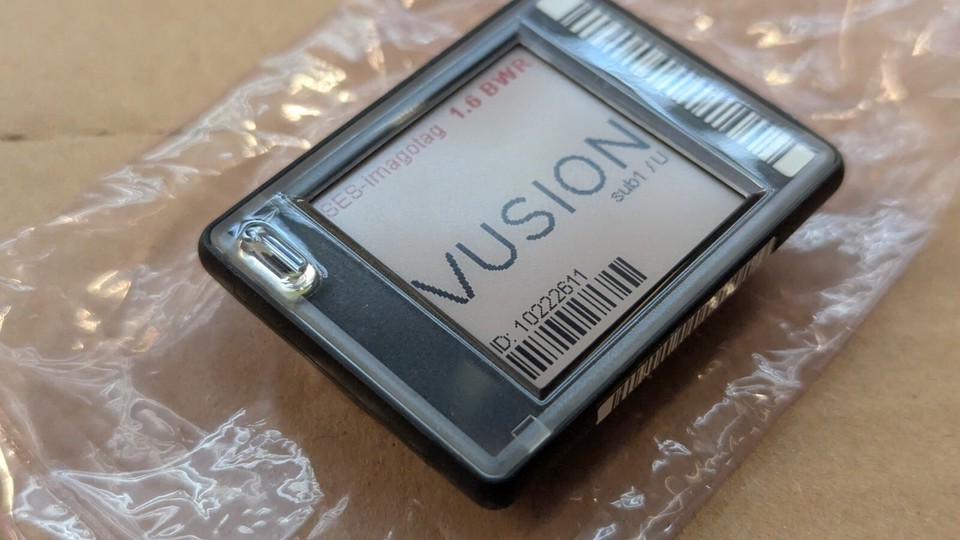 SES-imagotag 1.6 BWR
VUSION
sub1 / U
ID: 10222611